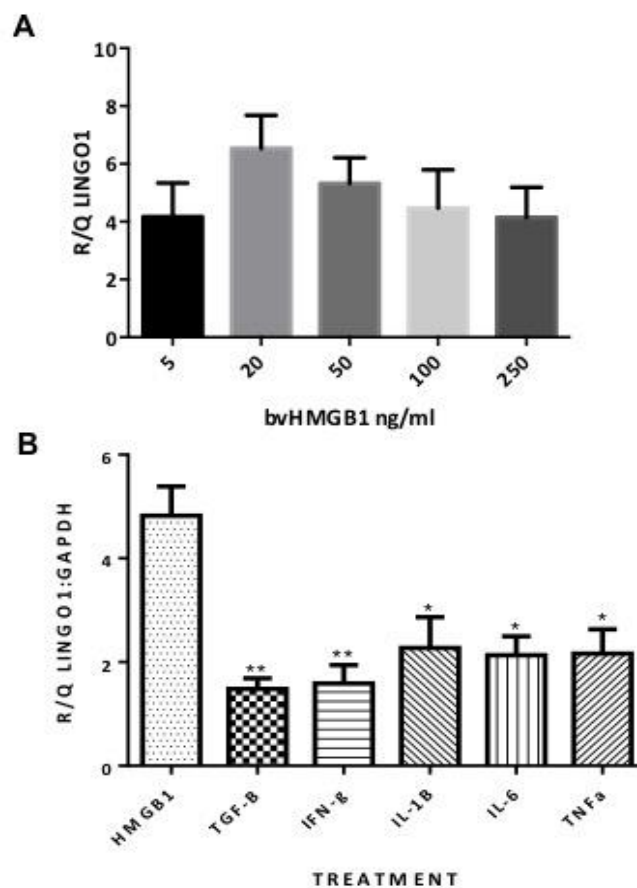 A
R/Q LINGO1
10
8
6
4
2
0
5
20
50
100
250
bvHMGB1 ng/ml
B
R/Q LINGO1:GAPDH
6
4
2
0
**
**
*
*
*
HMGB1
TGF-B
IFN-g
IL-1B
IL-6
TNFa
TREATMENT